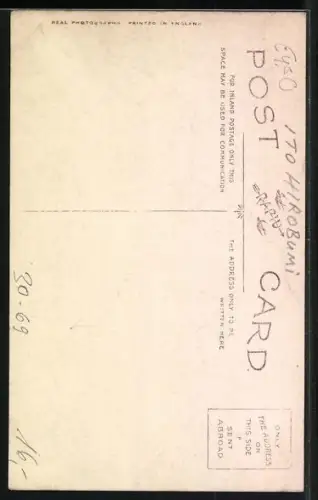 REAL PHOTOGRAPH. PRINTED IN ENGLAND
POST CARD
FOR INLAND POSTAGE ONLY THIS
SPACE MAY BE USED FOR COMMUNICATION
THE ADDRESS ONLY TO BE
WRITTEN HERE
ONLY
THE ADDRESS
ON
THIS SIDE
IF
SENT
ABROAD
ITO HIROBUMI
30-69
16,-